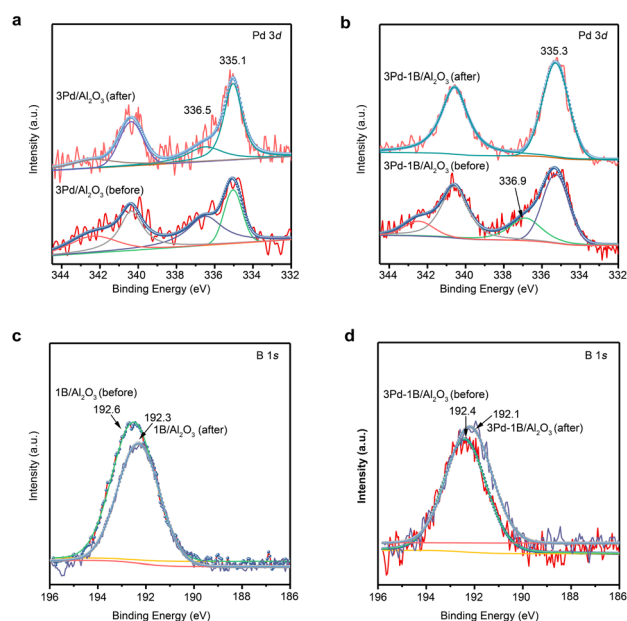 a
Pd 3d
335.1
336.5
3Pd/Al₂O₃ (after)
3Pd/Al₂O₃ (before)
Intensity (a.u.)
344 342 340 338 336 334 332
Binding Energy (eV)
b
Pd 3d
335.3
3Pd-1B/Al₂O₃ (after)
3Pd-1B/Al₂O₃ (before)
336.9
Intensity (a.u.)
344 342 340 338 336 334 332
Binding Energy (eV)
c
B 1s
1B/Al₂O₃ (before)
192.6
192.3
1B/Al₂O₃ (after)
Intensity (a.u.)
196 194 192 190 188 186
Binding Energy (eV)
d
B 1s
3Pd-1B/Al₂O₃ (before)
192.4
192.1
3Pd-1B/Al₂O₃ (after)
Intensity (a.u.)
196 194 192 190 188 186
Binding Energy (eV)